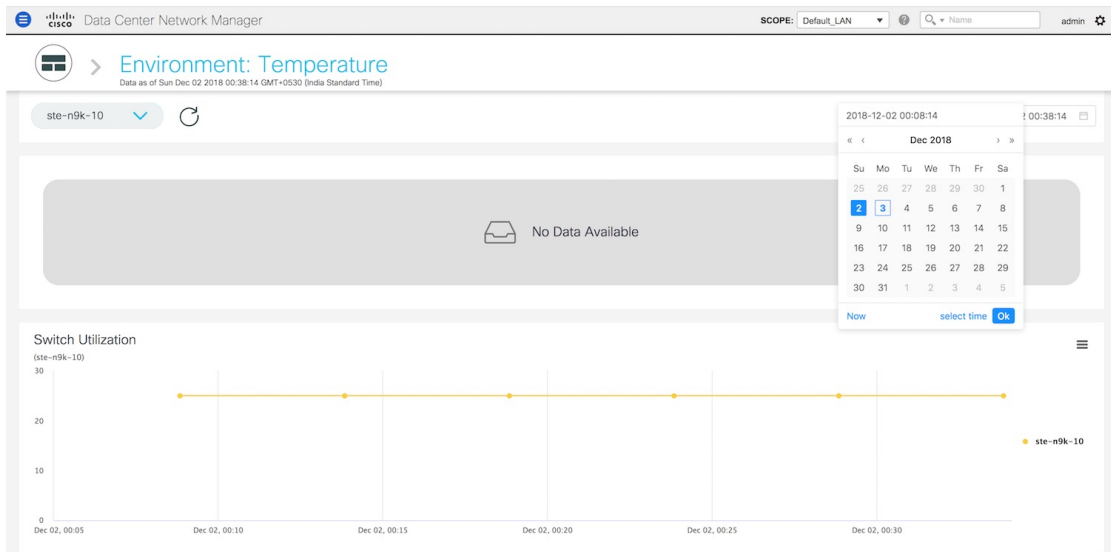 CISCO Data Center Network Manager SCOPE: Default_LAN Name admin
Environment: Temperature
Data as of Sun Dec 02 2018 00:38:14 GMT+0530 (India Standard Time)
ste-n9k-10 2018-12-02 00:08:14 00:38:14
« ‹ Dec 2018 › »
Su Mo Tu We Th Fr Sa
25 26 27 28 29 30 1
2 3 4 5 6 7 8
9 10 11 12 13 14 15
16 17 18 19 20 21 22
23 24 25 26 27 28 29
30 31 1 2 3 4 5
Now select time Ok
No Data Available
Switch Utilization
(ste-n9k-10)
30
20
10
0
ste-n9k-10
Dec 02, 00:05 Dec 02, 00:10 Dec 02, 00:15 Dec 02, 00:20 Dec 02, 00:25 Dec 02, 00:30